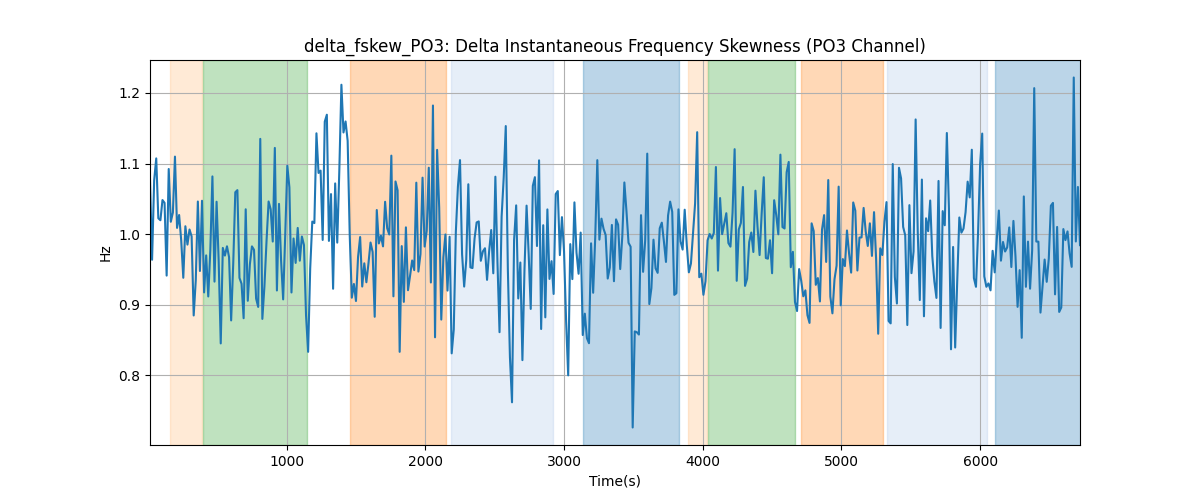 delta_fskew_PO3: Delta Instantaneous Frequency Skewness (PO3 Channel)
1.2
1.1
1.0
0.9
0.8
Hz
1000 2000 3000 4000 5000 6000
Time(s)